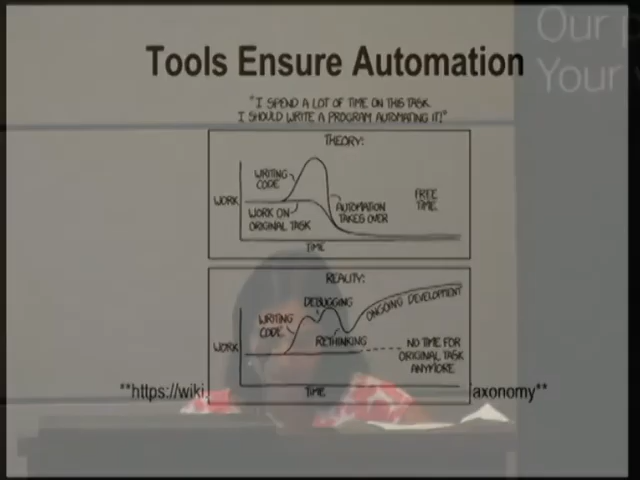 Our
Your
Tools Ensure Automation
"I SPEND A LOT OF TIME ON THIS TASK.
I SHOULD WRITE A PROGRAM AUTOMATING IT!"
THEORY:
WRITING
CODE
WORK
WORK ON
ORIGINAL TASK
AUTOMATION
TAKES OVER
FREE
TIME
TIME
REALITY:
DEBUGGING
ONGOING DEVELOPMENT
WRITING
CODE
RETHINKING
WORK
NO TIME FOR
ORIGINAL TASK
ANYMORE
TIME
**https://wiki. axonomy**